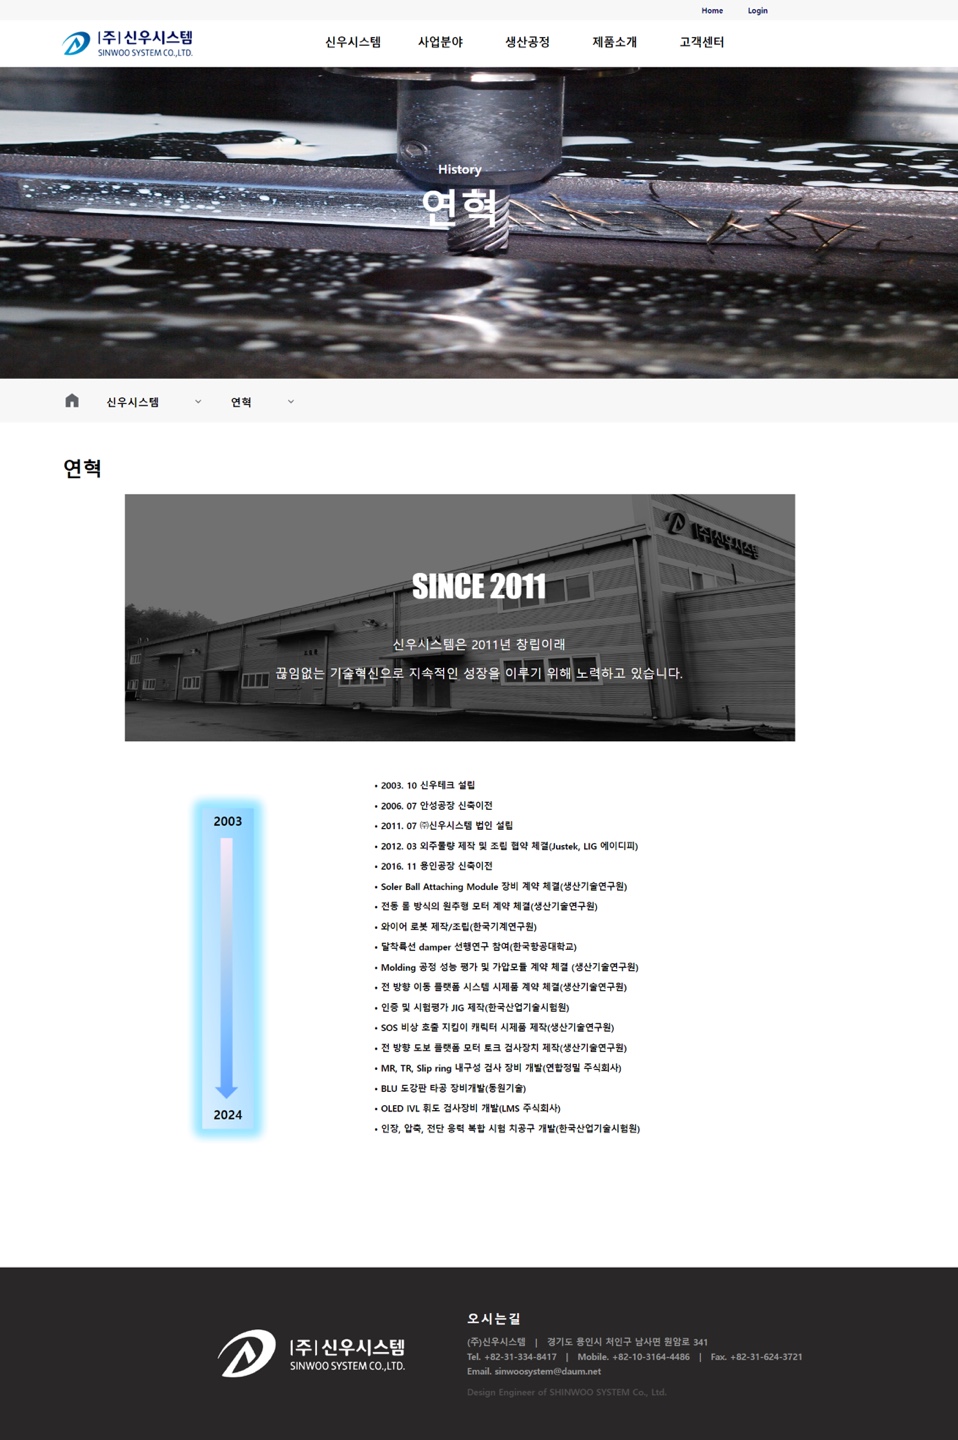 Home Login
|주|신우시스템
SINWOO SYSTEM CO.,LTD.
신우시스템 사업분야 생산공정 제품소개 고객센터
History
연혁
신우시스템 연혁
연혁
|주|신우시스템
SINCE 2011
신우시스템은 2011년 창립이래
끊임없는 기술혁신으로 지속적인 성장을 이루기 위해 노력하고 있습니다.
2003
2024
• 2003. 10 신우테크 설립
• 2006. 07 안성공장 신축이전
• 2011. 07 ㈜신우시스템 법인 설립
• 2012. 03 외주물량 제작 및 조립 협약 체결(Justek, LIG 에이디피)
• 2016. 11 용인공장 신축이전
• Soler Ball Attaching Module 장비 계약 체결(생산기술연구원)
• 전동 롤 방식의 원주형 모터 계약 체결(생산기술연구원)
• 와이어 로봇 제작/조립(한국기계연구원)
• 달착륙선 damper 선행연구 참여(한국항공대학교)
• Molding 공정 성능 평가 및 가압모듈 계약 체결 (생산기술연구원)
• 전 방향 이동 플랫폼 시스템 시제품 계약 체결(생산기술연구원)
• 인증 및 시험평가 JIG 제작(한국산업기술시험원)
• SOS 비상 호출 지킴이 캐릭터 시제품 제작(생산기술연구원)
• 전 방향 도보 플랫폼 모터 토크 검사장치 제작(생산기술연구원)
• MR, TR, Slip ring 내구성 검사 장비 개발(연합정밀 주식회사)
• BLU 도광판 타공 장비개발(동원기술)
• OLED IVL 휘도 검사장비 개발(LMS 주식회사)
• 인장, 압축, 전단 응력 복합 시험 치공구 개발(한국산업기술시험원)
|주|신우시스템
SINWOO SYSTEM CO.,LTD.
오시는길
(주)신우시스템 | 경기도 용인시 처인구 남사면 원암로 341
Tel. +82-31-334-8417 | Mobile. +82-10-3164-4486 | Fax. +82-31-624-3721
Email. sinwoosystem@daum.net
Design Engineer of SHINWOO SYSTEM Co., Ltd.